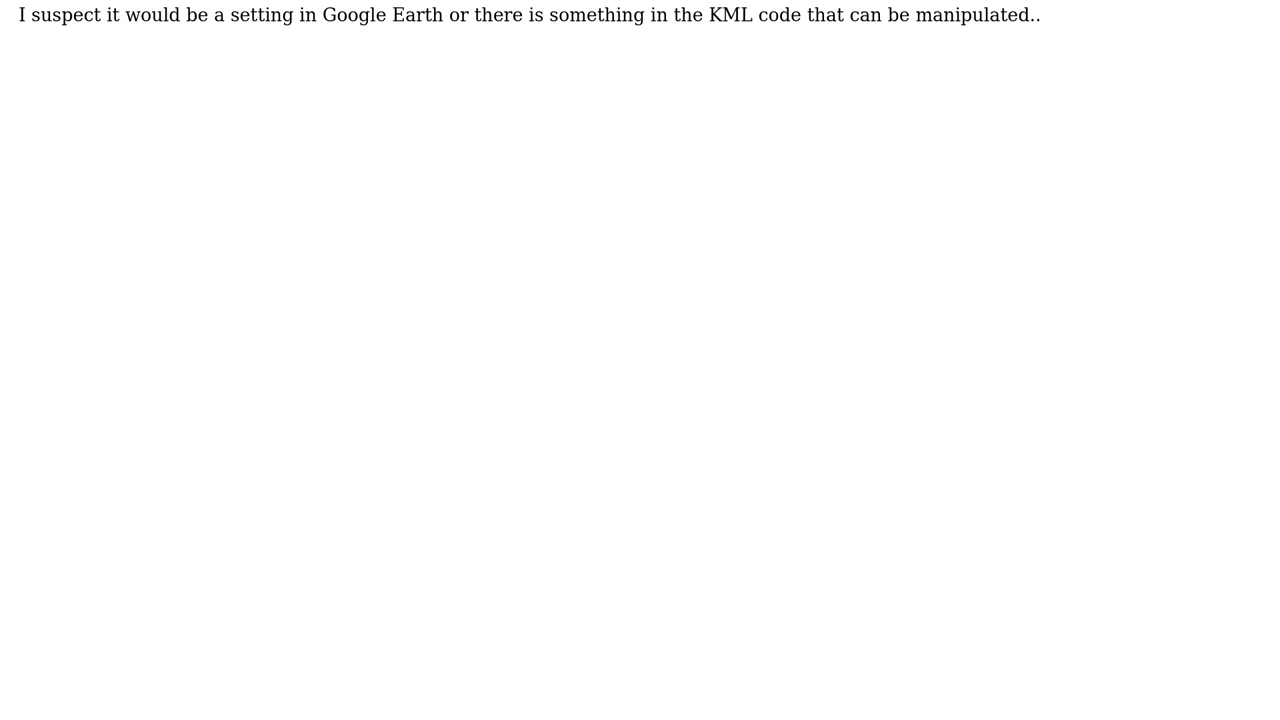 I suspect it would be a setting in Google Earth or there is something in the KML code that can be manipulated..